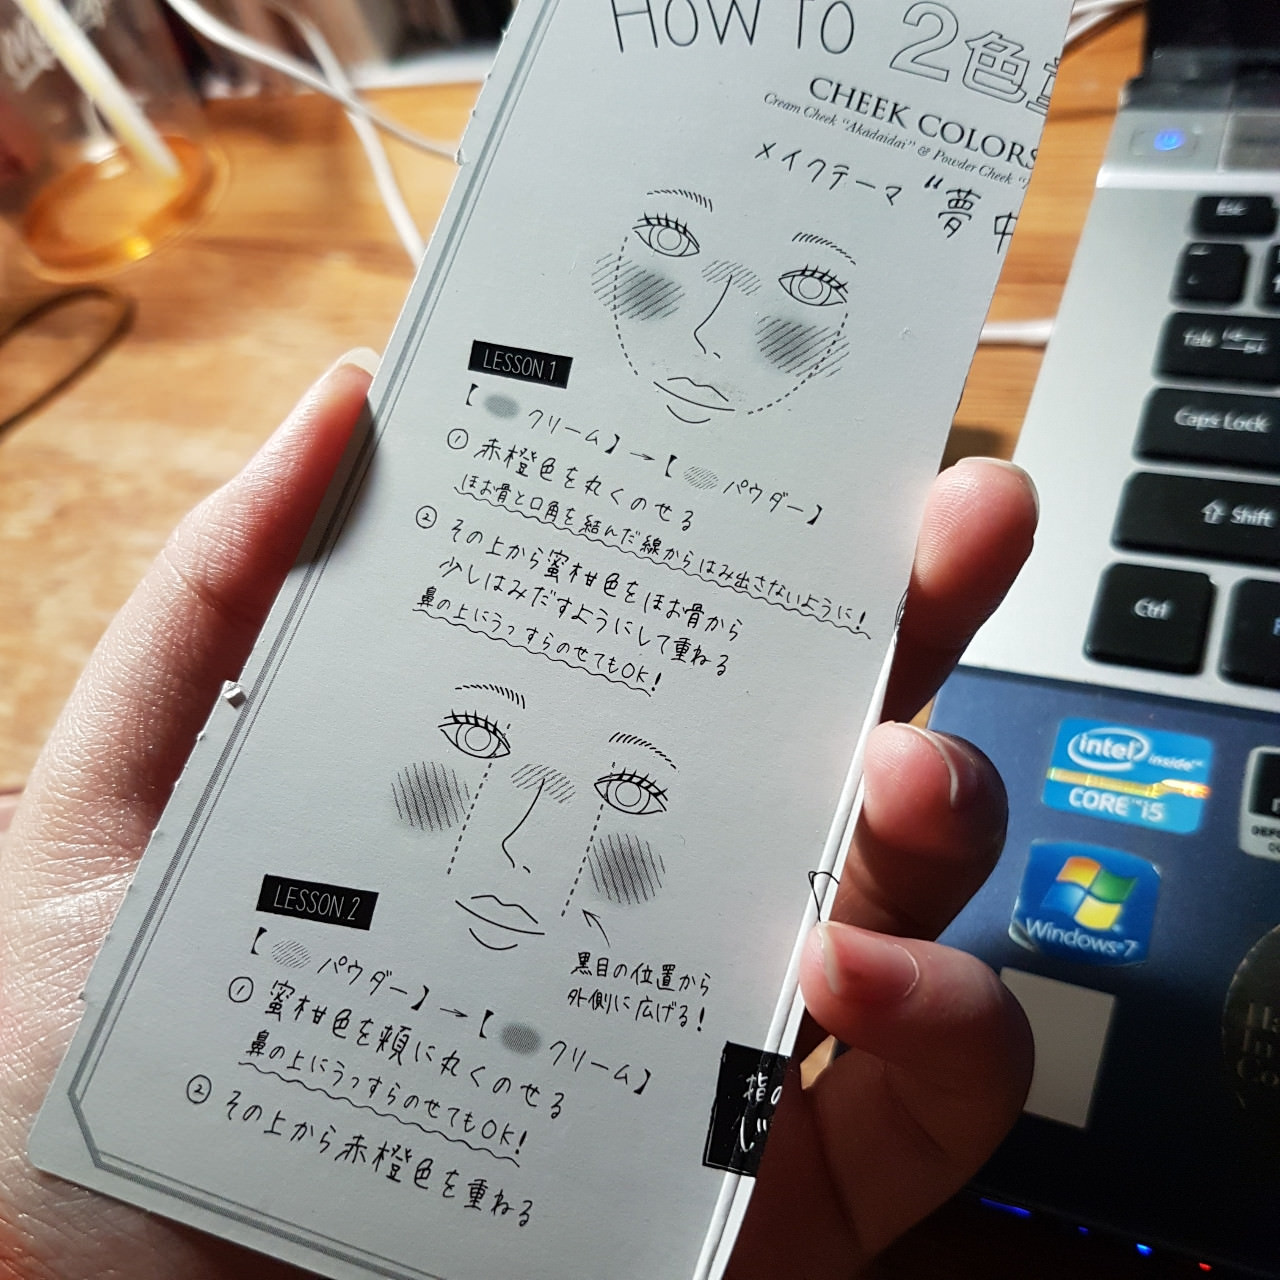 HOW TO 2色
CHEEK COLORS
Cream Cheek "Akadaidai" & Powder Cheek "
メイクテーマ "夢中
LESSON 1
【 クリーム】→【 パウダー】
① 赤橙色を丸くのせる
ほお骨と口角を結んだ線からはみ出さないように!
② その上から蜜柑色をほお骨から
少しはみだすようにして重ねる
鼻の上にうっすらのせてもOK!
黒目の位置から
外側に広げる!
LESSON 2
【 パウダー】→【 クリーム】
① 蜜柑色を頬に丸くのせる
鼻の上にうっすらのせてもOK!
② その上から赤橙色を重ねる
指の
じ
Esc
tab
Caps Lock
Shift
Ctrl
intel inside™
CORE™ i5
Windows 7